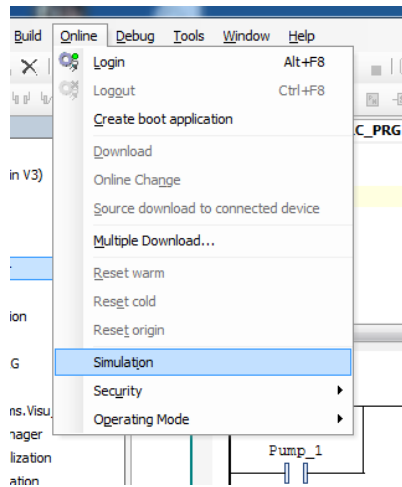 Build Online Debug Tools Window Help
Login Alt+F8
Logout Ctrl+F8
Create boot application
C_PRG
Download
in V3)
Online Change
Source download to connected device
Multiple Download...
Reset warm
Reset cold
ion
Reset origin
G
Simulation
Security
ns.Visu_
Operating Mode
nager
lization
Pump_1
ation